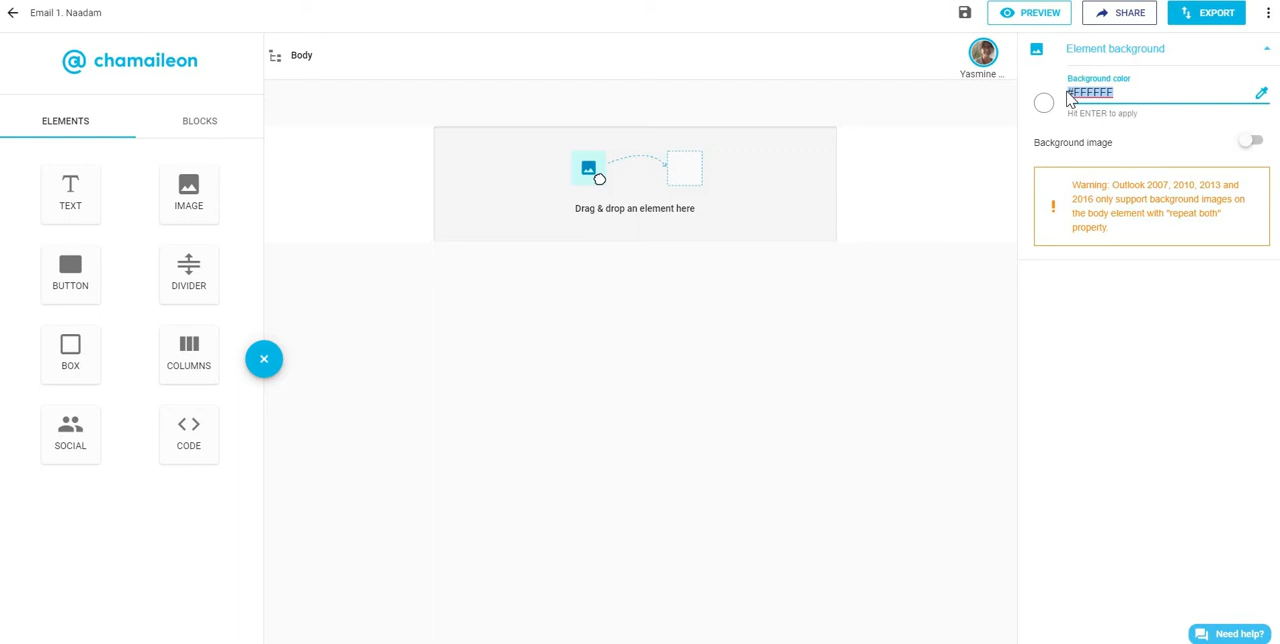 Email 1. Naadam
PREVIEW
SHARE
EXPORT
@ chamaileon
Body
Yasmine ...
Element background
Background color
#FFFFFF
Hit ENTER to apply
ELEMENTS
BLOCKS
Background image
TEXT
IMAGE
Drag & drop an element here
Warning: Outlook 2007, 2010, 2013 and
2016 only support background images on
the body element with "repeat both"
property.
BUTTON
DIVIDER
BOX
COLUMNS
SOCIAL
CODE
Need help?